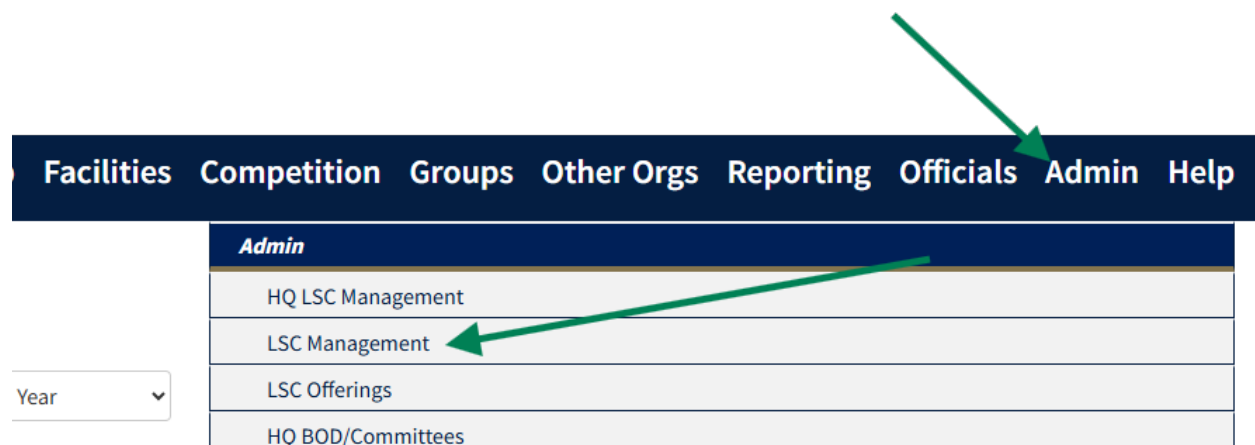 Facilities Competition Groups Other Orgs Reporting Officials Admin Help
Admin
HQ LSC Management
LSC Management
LSC Offerings
Year
HQ BOD/Committees